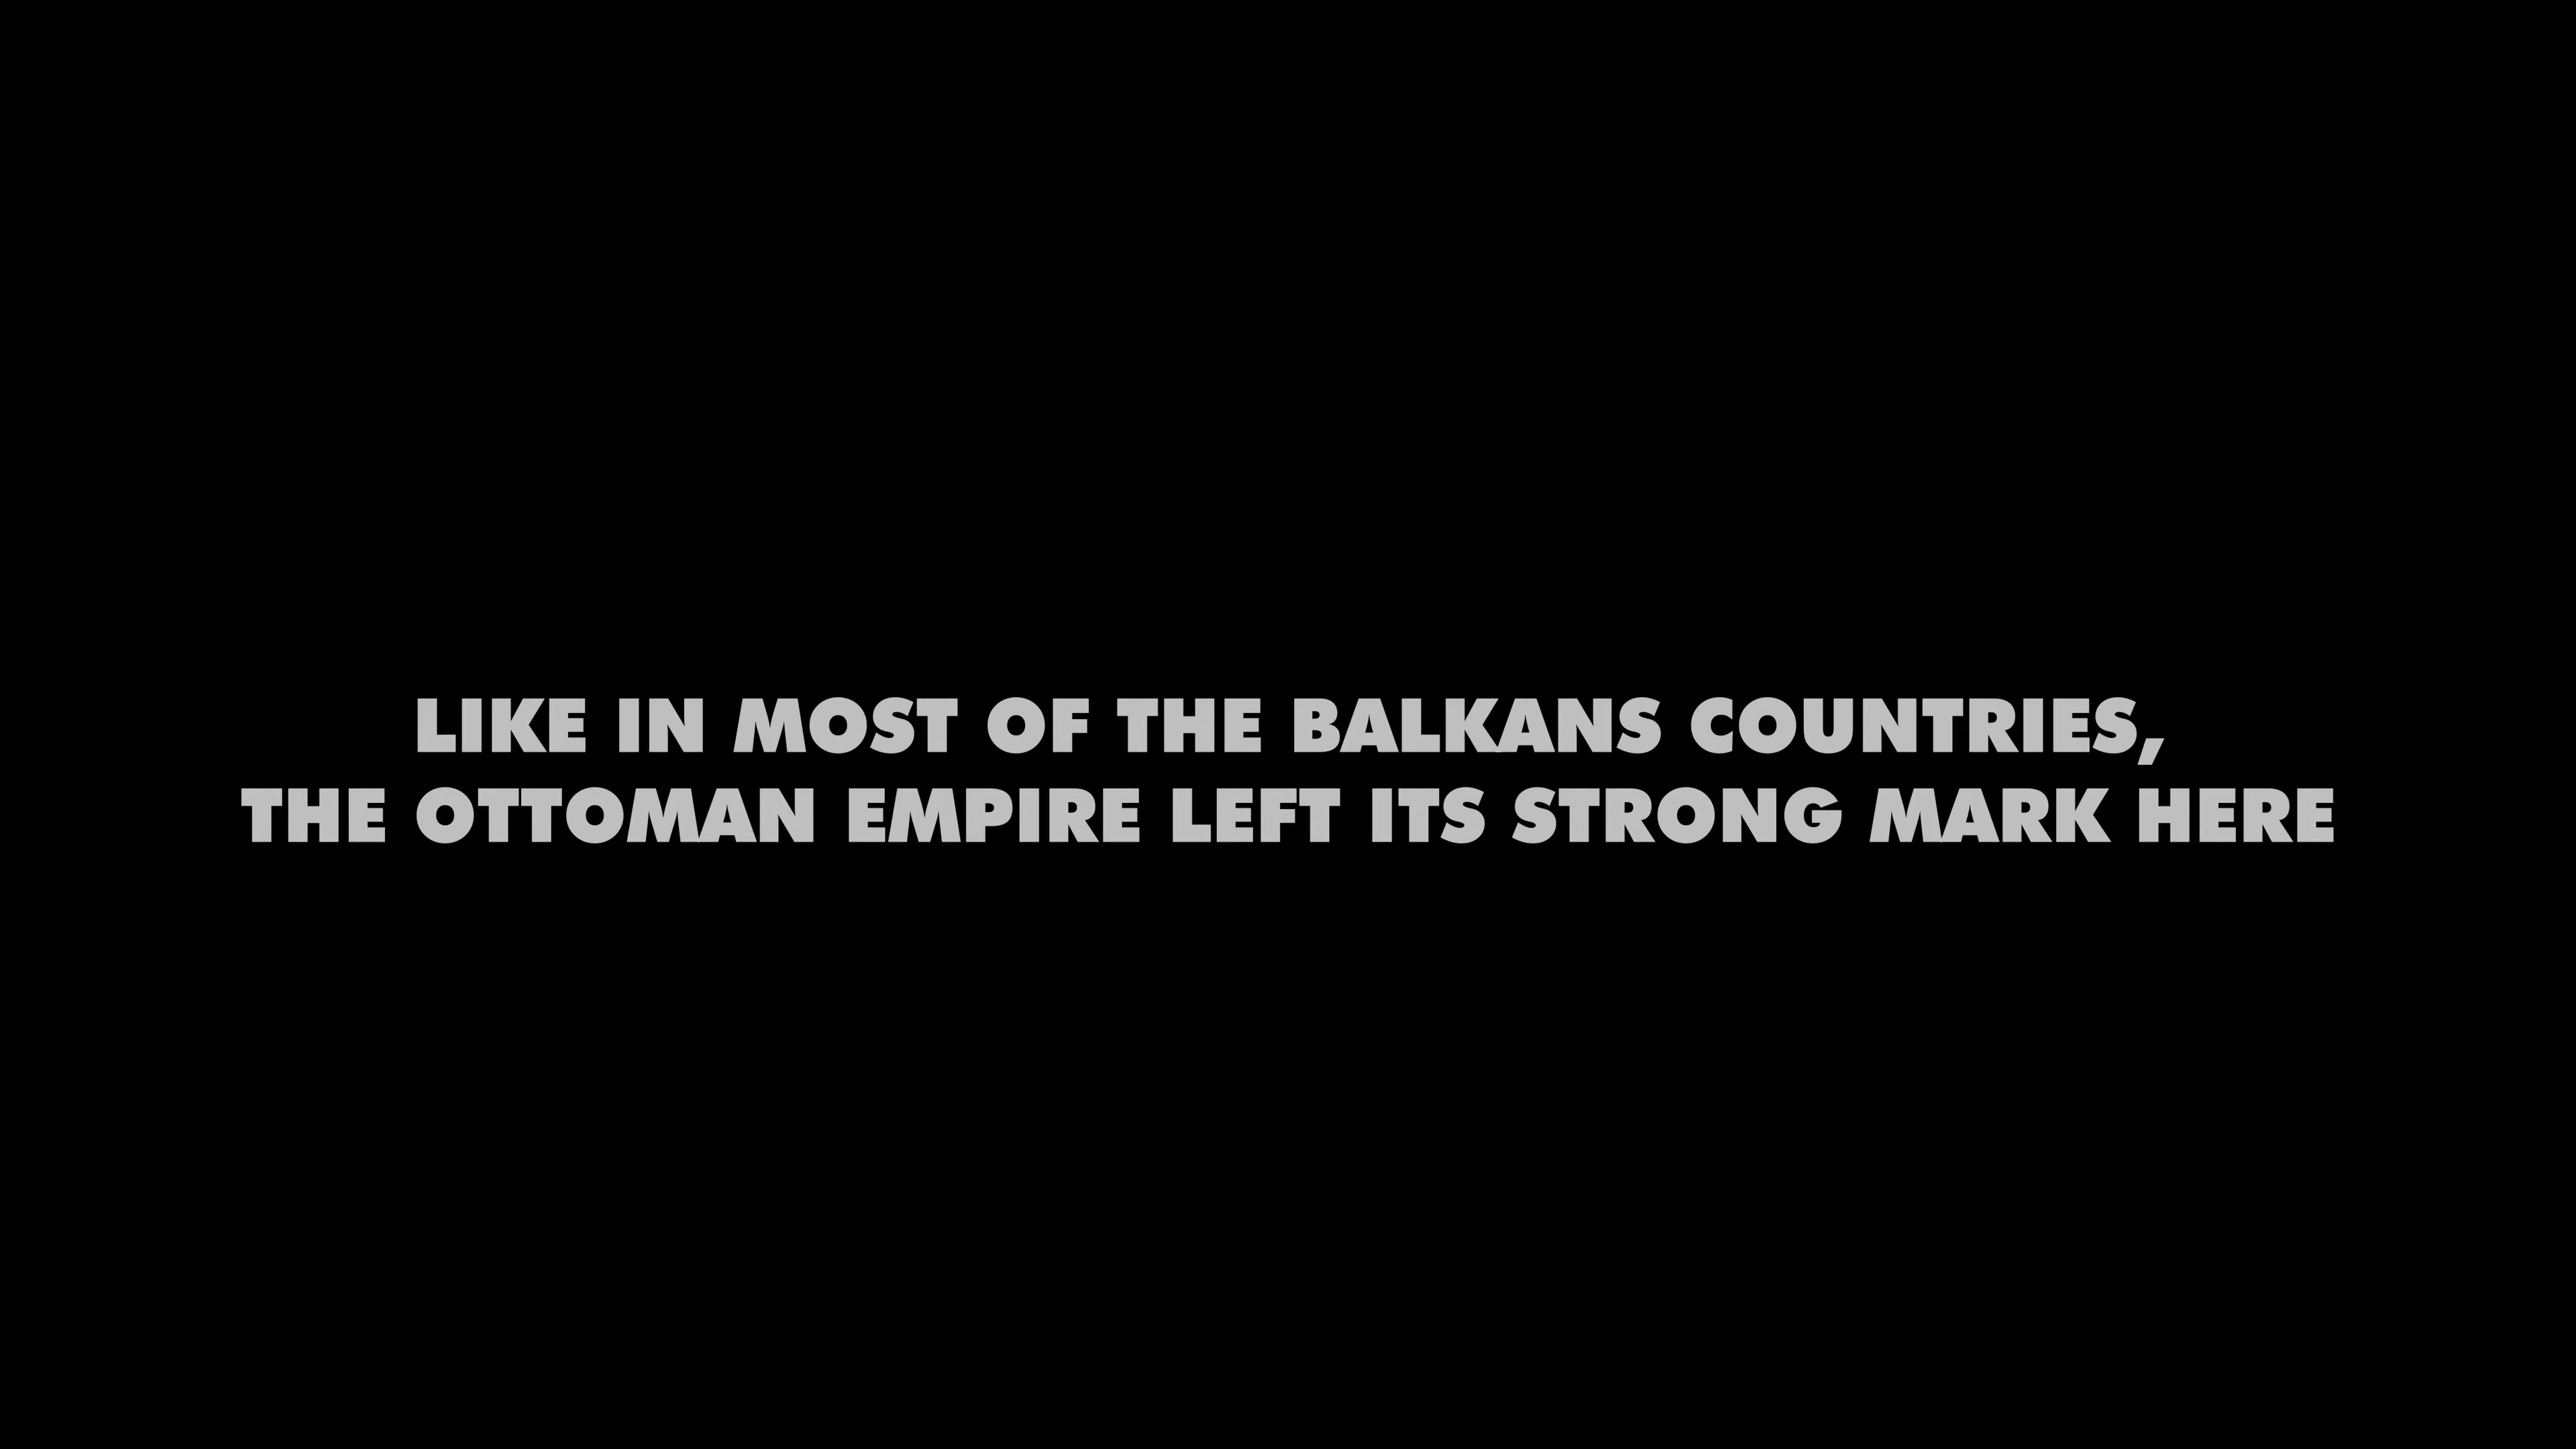 LIKE IN MOST OF THE BALKANS COUNTRIES,
THE OTTOMAN EMPIRE LEFT ITS STRONG MARK HERE